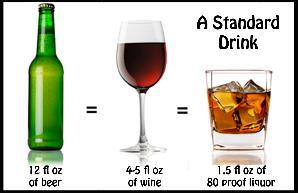 A Standard
Drink
=
=
12 fl oz
of beer
4-5 fl oz
of wine
1.5 fl oz of
80 proof liquor